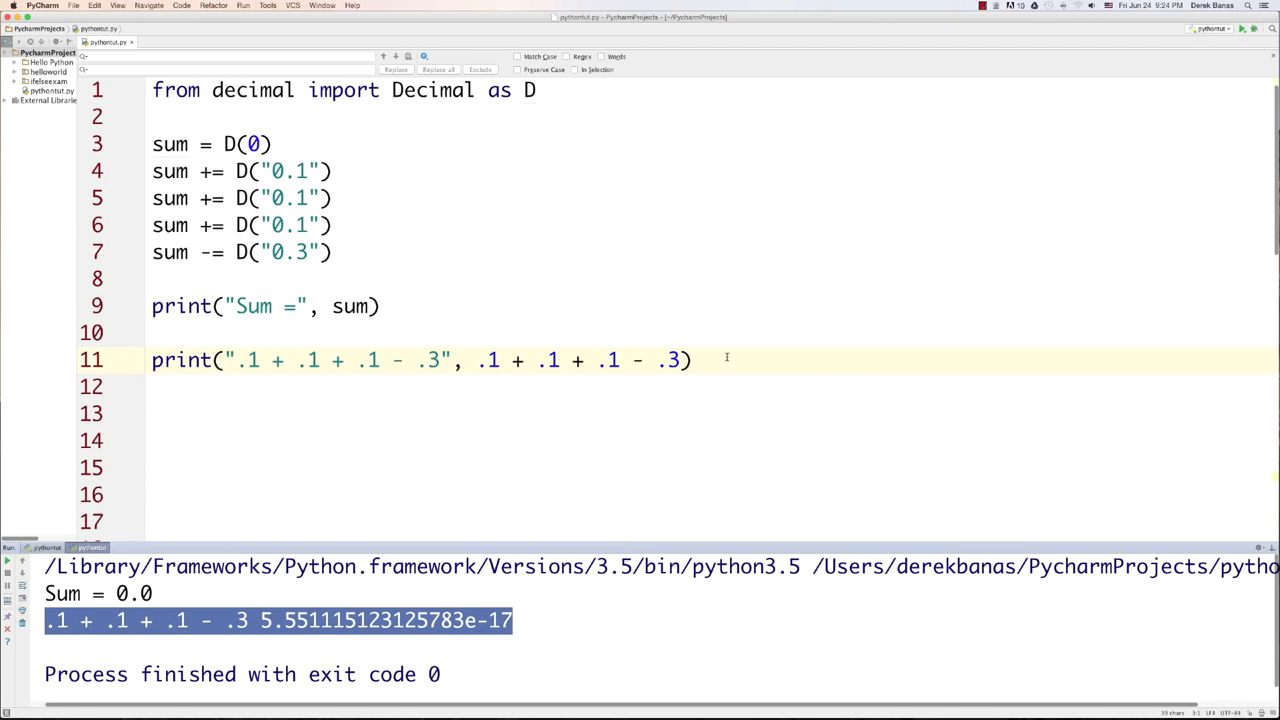 PyCharm File Edit View Navigate Code Refactor Run Tools VCS Window Help 10 Fri Jun 24 9:24 PM Derek Banas
pythontut.py - PycharmProjects - [~/PycharmProjects]
PycharmProjects pythontut.py pythontut
pythontut.py
PycharmProject
Hello Python
helloworld
ifelseexam
pythontut.py
External Librarie
Match Case Regex Words
Replace Replace all Exclude Preserve Case In Selection
1 from decimal import Decimal as D
2
3 sum = D(0)
4 sum += D("0.1")
5 sum += D("0.1")
6 sum += D("0.1")
7 sum -= D("0.3")
8
9 print("Sum =", sum)
10
11 print(".1 + .1 + .1 - .3", .1 + .1 + .1 - .3)
12
13
14
15
16
17
Run: pythontut pythontut
/Library/Frameworks/Python.framework/Versions/3.5/bin/python3.5 /Users/derekbanas/PycharmProjects/pytho
Sum = 0.0
.1 + .1 + .1 - .3 5.551115123125783e-17
Process finished with exit code 0
39 chars 3:1 LF÷ UTF-8÷